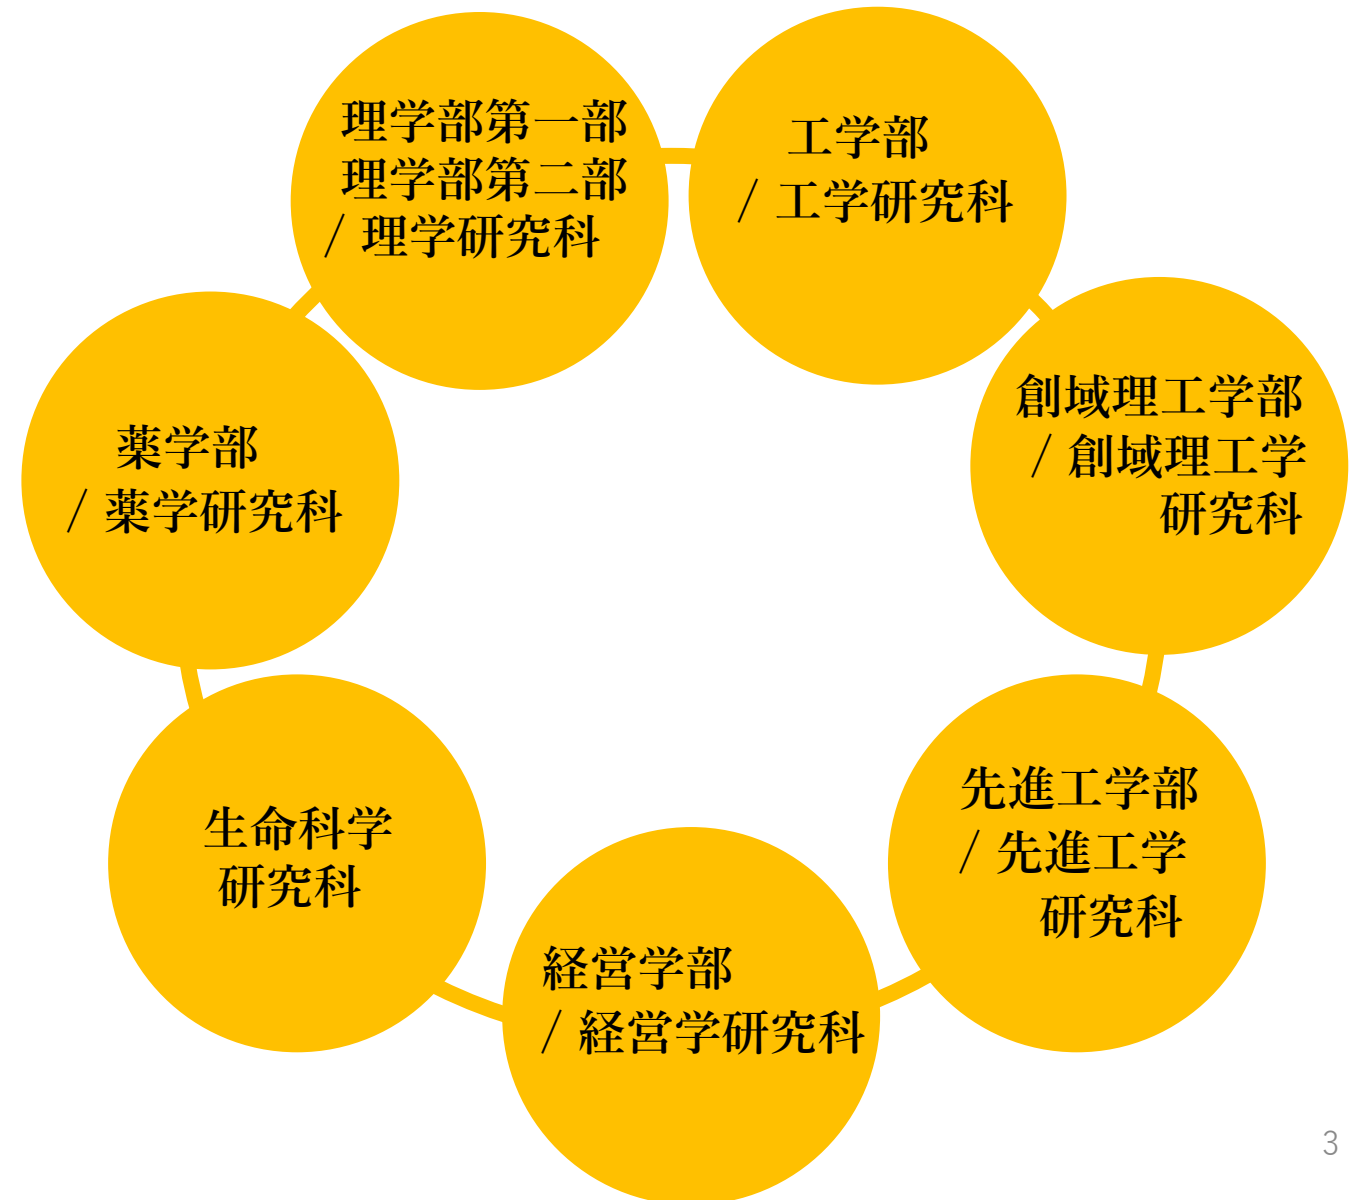 理学部第一部
理学部第二部
/ 理学研究科
工学部
/ 工学研究科
創域理工学部
/ 創域理工学
研究科
先進工学部
/ 先進工学
研究科
経営学部
/ 経営学研究科
生命科学
研究科
薬学部
/ 薬学研究科
3